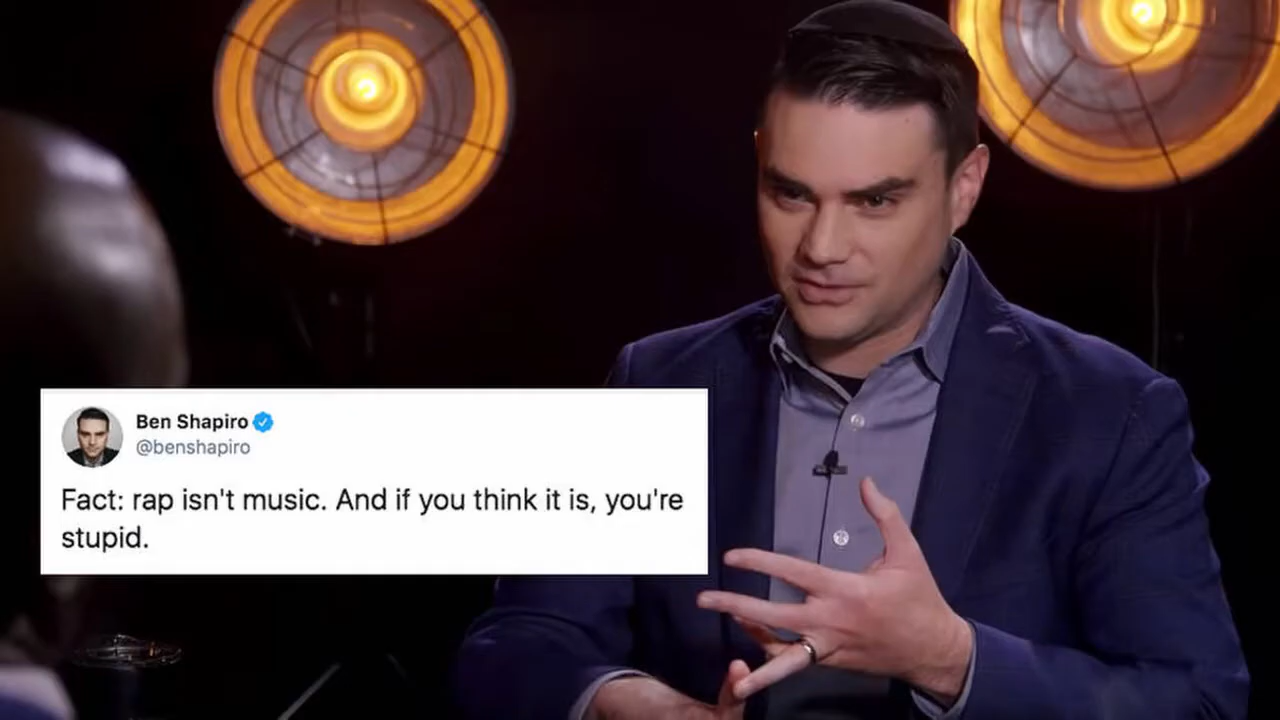 Ben Shapiro
@benshapiro
Fact: rap isn't music. And if you think it is, you're
stupid.